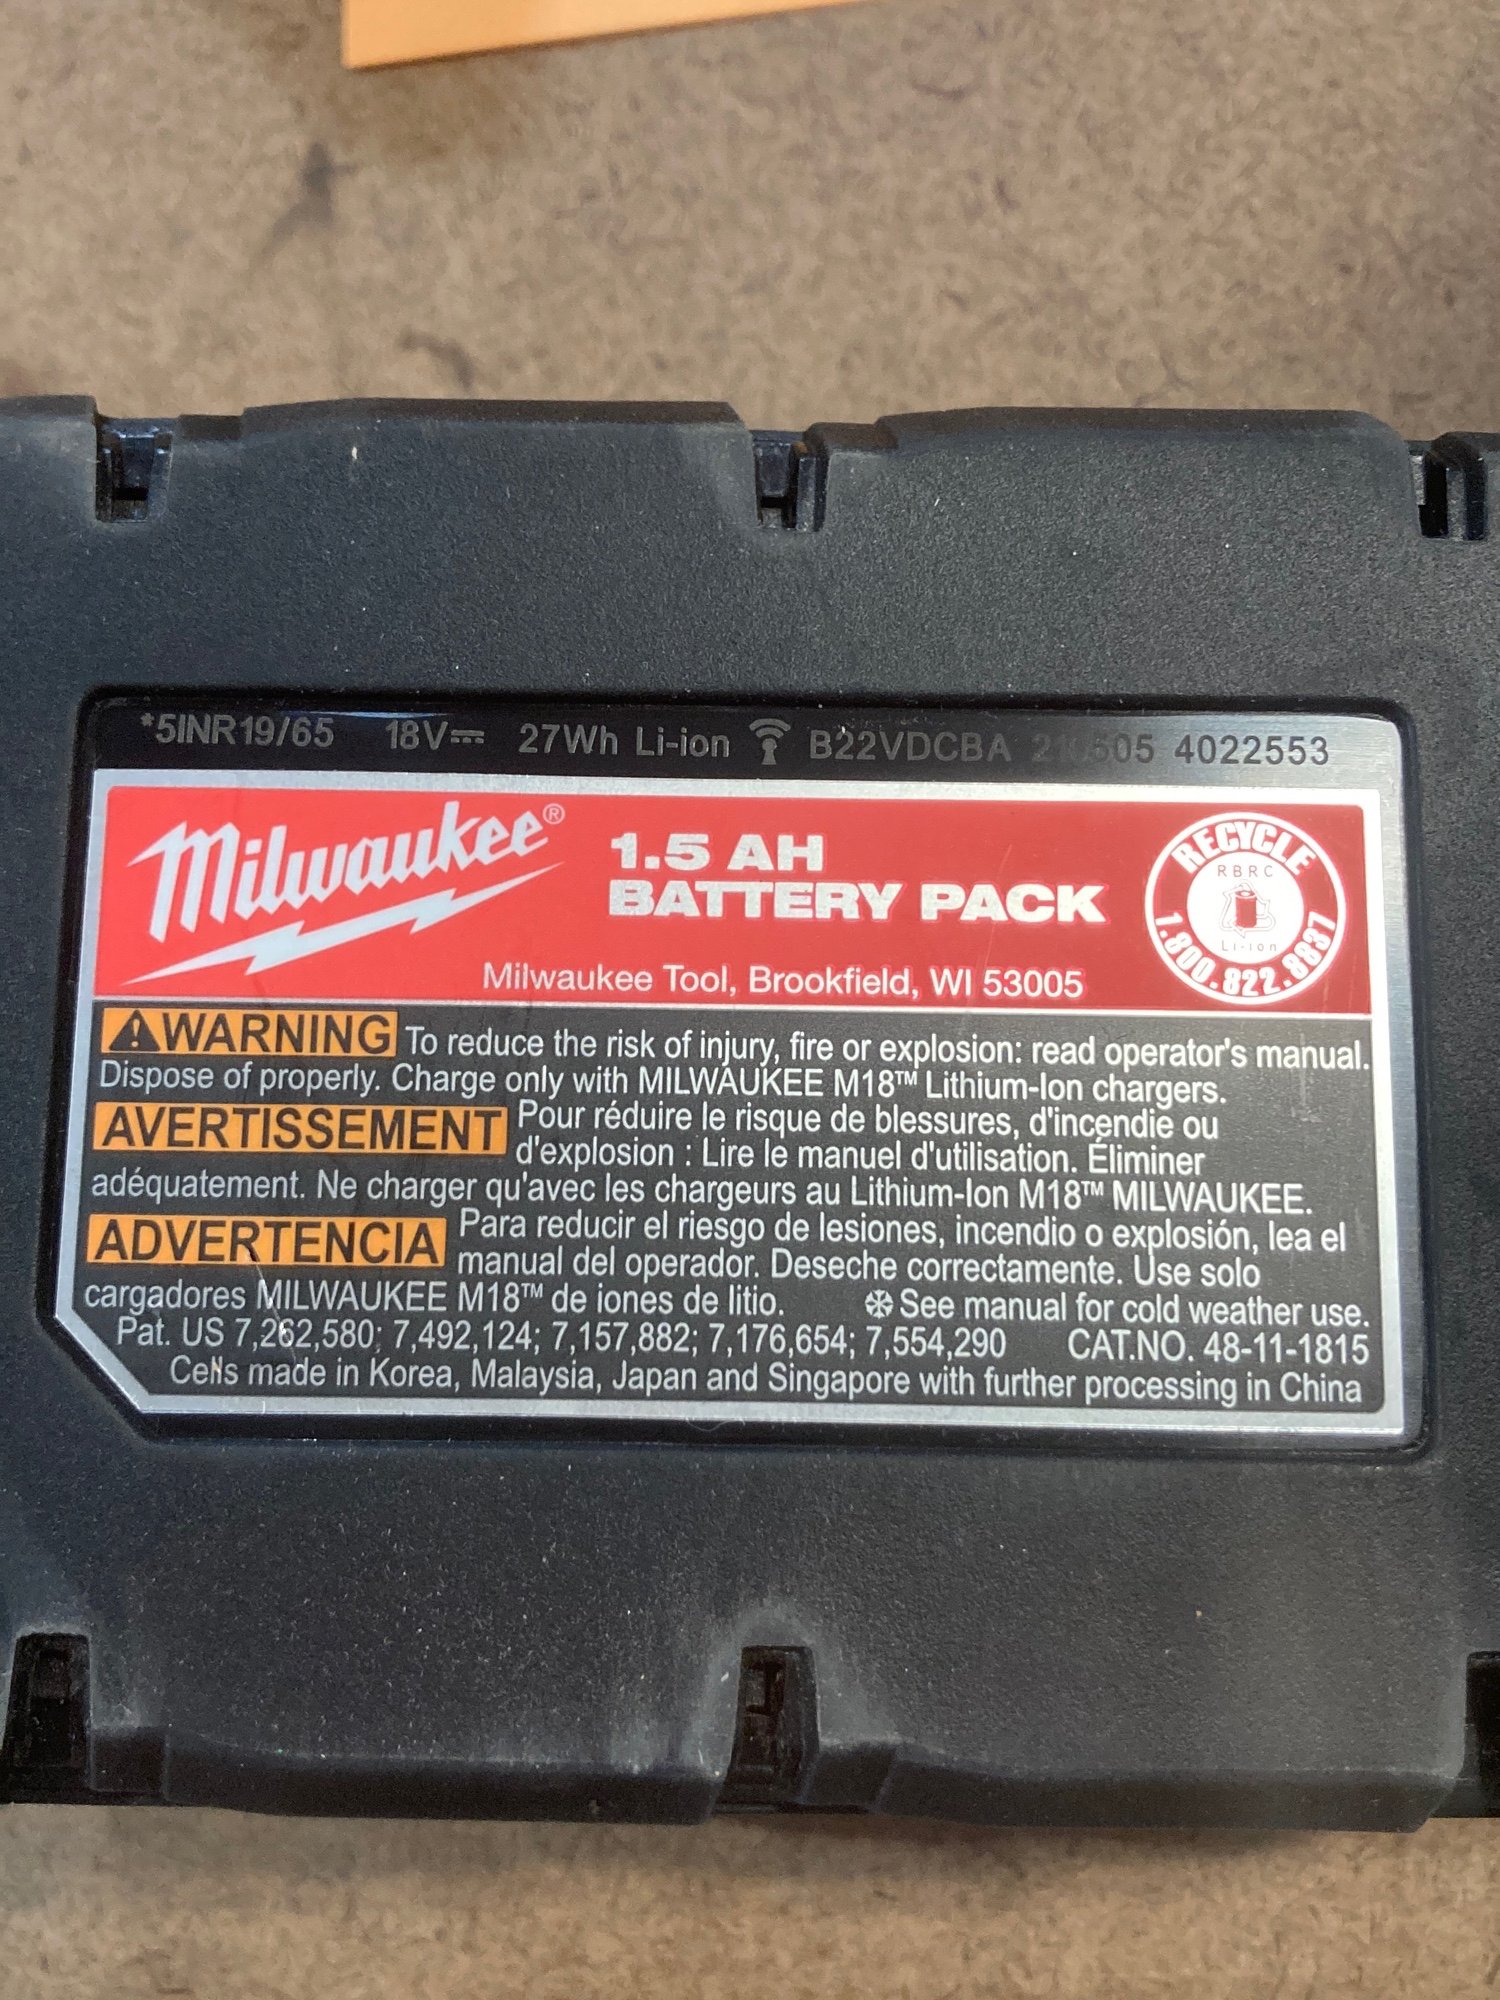 *5INR19/65 18V⎓ 27Wh Li-ion B22VDCBA 4022553
Milwaukee®
1.5 AH
BATTERY PACK
Milwaukee Tool, Brookfield, WI 53005
RECYCLE
RBRC
Li-ion
1.800.822.8837
⚠WARNING To reduce the risk of injury, fire or explosion: read operator's manual.
Dispose of properly. Charge only with MILWAUKEE M18™ Lithium-Ion chargers.
AVERTISSEMENT Pour réduire le risque de blessures, d'incendie ou
d'explosion : Lire le manuel d'utilisation. Éliminer
adéquatement. Ne charger qu'avec les chargeurs au Lithium-Ion M18™ MILWAUKEE.
ADVERTENCIA Para reducir el riesgo de lesiones, incendio o explosión, lea el
manual del operador. Deseche correctamente. Use solo
cargadores MILWAUKEE M18™ de iones de litio. ❄ See manual for cold weather use.
Pat. US 7,262,580; 7,492,124; 7,157,882; 7,176,654; 7,554,290 CAT.NO. 48-11-1815
Cells made in Korea, Malaysia, Japan and Singapore with further processing in China